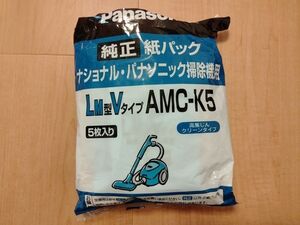 Panasonic
純正 紙パック
ナショナル・パナソニック掃除機用
LM型Vタイプ AMC-K5
5枚入り
高集じん
クリーンタイプ